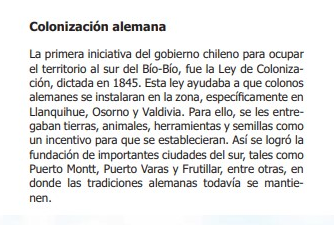 Colonización alemana
La primera iniciativa del gobierno chileno para ocupar
el territorio al sur del Bío-Bío, fue la Ley de Coloniza-
ción, dictada en 1845. Esta ley ayudaba a que colonos
alemanes se instalaran en la zona, específicamente en
Llanquihue, Osorno y Valdivia. Para ello, se les entre-
gaban tierras, animales, herramientas y semillas como
un incentivo para que se establecieran. Así se logró la
fundación de importantes ciudades del sur, tales como
Puerto Montt, Puerto Varas y Frutillar, entre otras, en
donde las tradiciones alemanas todavía se mantie-
nen.